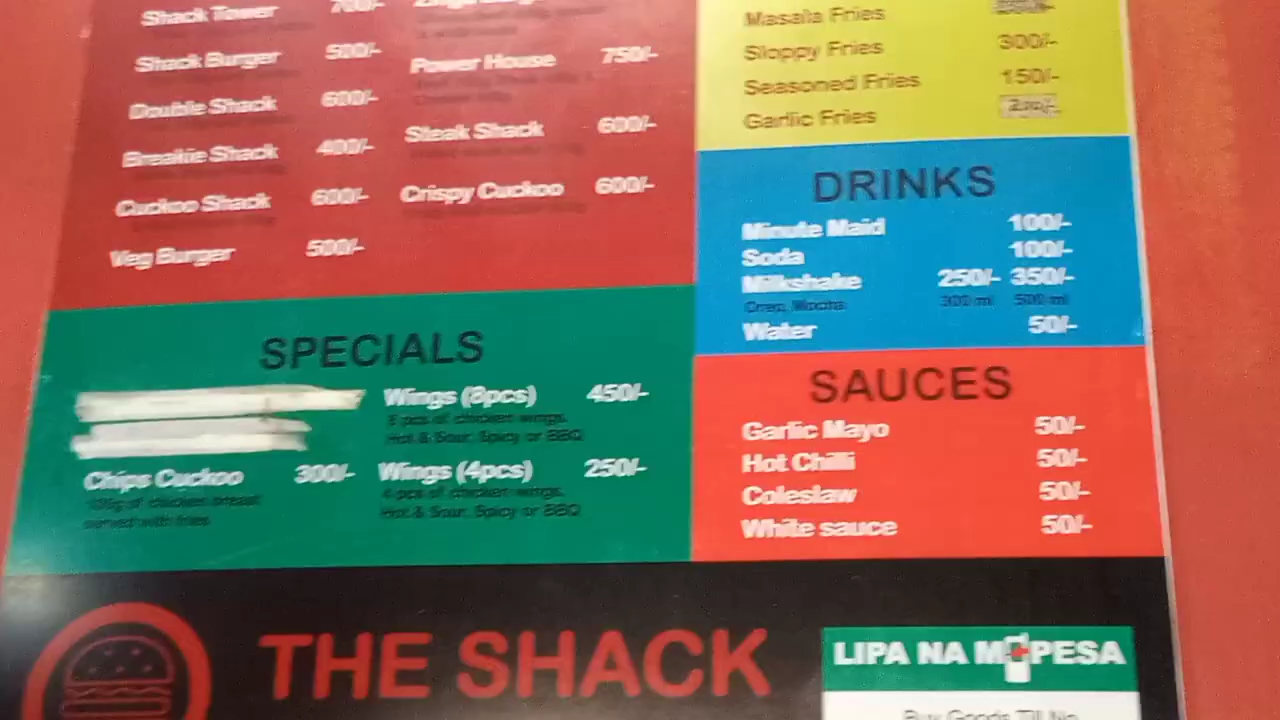 Shack Tower 700/-
Shack Burger 500/-
Double Shack 600/-
Breakie Shack 400/-
Cuckoo Shack 600/-
Veg Burger 500/-
Power House 750/-
Steak Shack 600/-
Crispy Cuckoo 600/-
SPECIALS
Chips Cuckoo 300/-
of chicken breast
served with fries
Wings (8pcs) 450/-
8 pcs of chicken wings.
Hot & Sour, Spicy or BBQ
Wings (4pcs) 250/-
4 pcs of chicken wings.
Hot & Sour, Spicy or BBQ
Masala Fries
Sloppy Fries 300/-
Seasoned Fries 150/-
Garlic Fries
DRINKS
Minute Maid 100/-
Soda 100/-
Milkshake 250/- 350/-
Oreo, Mocha 300 ml 500 ml
Water 50/-
SAUCES
Garlic Mayo 50/-
Hot Chilli 50/-
Coleslaw 50/-
White sauce 50/-
THE SHACK
LIPA NA M-PESA
Buy Goods Till No